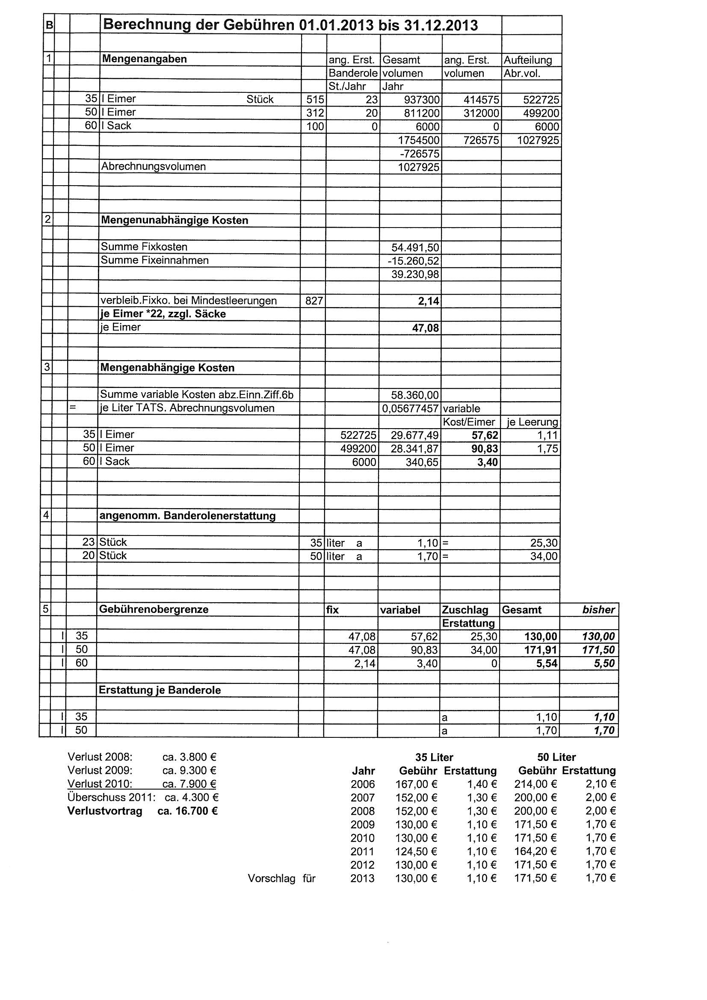 B Berechnung der Gebühren 01.01.2013 bis 31.12.2013
1 Mengenangaben ang. Erst. Gesamt ang. Erst. Aufteilung
Banderole volumen volumen Abr.vol.
St./Jahr Jahr
35 l Eimer Stück 515 23 937300 414575 522725
50 l Eimer 312 20 811200 312000 499200
60 l Sack 100 0 6000 0 6000
1754500 726575 1027925
-726575
Abrechnungsvolumen 1027925
2 Mengenunabhängige Kosten
Summe Fixkosten 54.491,50
Summe Fixeinnahmen -15.260,52
39.230,98
verbleib.Fixko. bei Mindestleerungen 827 2,14
je Eimer *22, zzgl. Säcke
je Eimer 47,08
3 Mengenabhängige Kosten
Summe variable Kosten abz.Einn.Ziff.6b 58.360,00
= je Liter TATS. Abrechnungsvolumen 0,05677457 variable
Kost/Eimer je Leerung
35 l Eimer 522725 29.677,49 57,62 1,11
50 l Eimer 499200 28.341,87 90,83 1,75
60 l Sack 6000 340,65 3,40
4 angenomm. Banderolenerstattung
23 Stück 35 liter a 1,10 = 25,30
20 Stück 50 liter a 1,70 = 34,00
5 Gebührenobergrenze fix variabel Zuschlag Gesamt bisher
Erstattung
l 35 47,08 57,62 25,30 130,00 130,00
l 50 47,08 90,83 34,00 171,91 171,50
l 60 2,14 3,40 0 5,54 5,50
Erstattung je Banderole
l 35 a 1,10 1,10
l 50 a 1,70 1,70
Verlust 2008: ca. 3.800 €
Verlust 2009: ca. 9.300 €
Verlust 2010: ca. 7.900 €
Überschuss 2011: ca. 4.300 €
Verlustvortrag ca. 16.700 €
35 Liter 50 Liter
Jahr Gebühr Erstattung Gebühr Erstattung
2006 167,00 € 1,40 € 214,00 € 2,10 €
2007 152,00 € 1,30 € 200,00 € 2,00 €
2008 152,00 € 1,30 € 200,00 € 2,00 €
2009 130,00 € 1,10 € 171,50 € 1,70 €
2010 130,00 € 1,10 € 171,50 € 1,70 €
2011 124,50 € 1,10 € 164,20 € 1,70 €
2012 130,00 € 1,10 € 171,50 € 1,70 €
Vorschlag für 2013 130,00 € 1,10 € 171,50 € 1,70 €